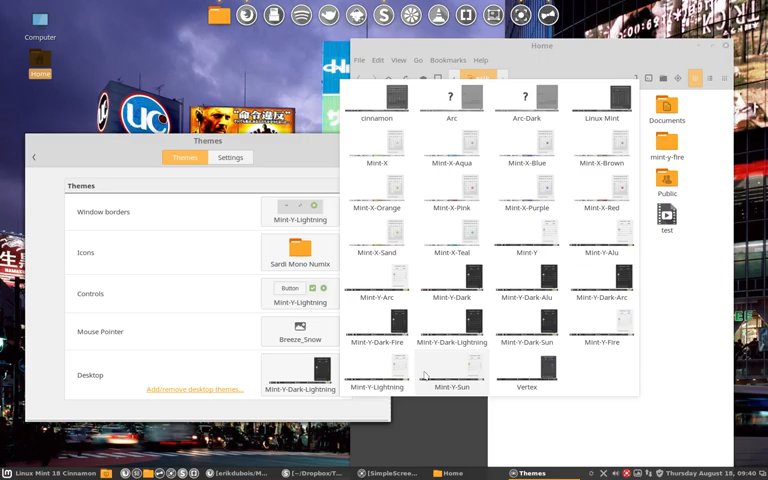 Computer
Home
UC
命令違反
Home
File Edit View Go Bookmarks Help
Documents
mint-y-fire
Public
test
Themes
Themes Settings
Themes
Window borders
Mint-Y-Lightning
Icons
Sardi Mono Numix
Controls
Button
Mint-Y-Lightning
Mouse Pointer
Breeze_Snow
Desktop
Add/remove desktop themes...
Mint-Y-Dark-Lightning
cinnamon
? Arc
? Arc-Dark
Linux Mint
Mint-X Mint-X-Aqua Mint-X-Blue Mint-X-Brown
Mint-X-Orange Mint-X-Pink Mint-X-Purple Mint-X-Red
Mint-X-Sand Mint-X-Teal Mint-Y Mint-Y-Alu
Mint-Y-Arc Mint-Y-Dark Mint-Y-Dark-Alu Mint-Y-Dark-Arc
Mint-Y-Dark-Fire Mint-Y-Dark-Lightning Mint-Y-Dark-Sun Mint-Y-Fire
Mint-Y-Lightning Mint-Y-Sun Vertex
Linux Mint 18 Cinnamon [erikdubois/M... [~/Dropbox/T... [SimpleScree... Home Themes Thursday August 18, 09:40